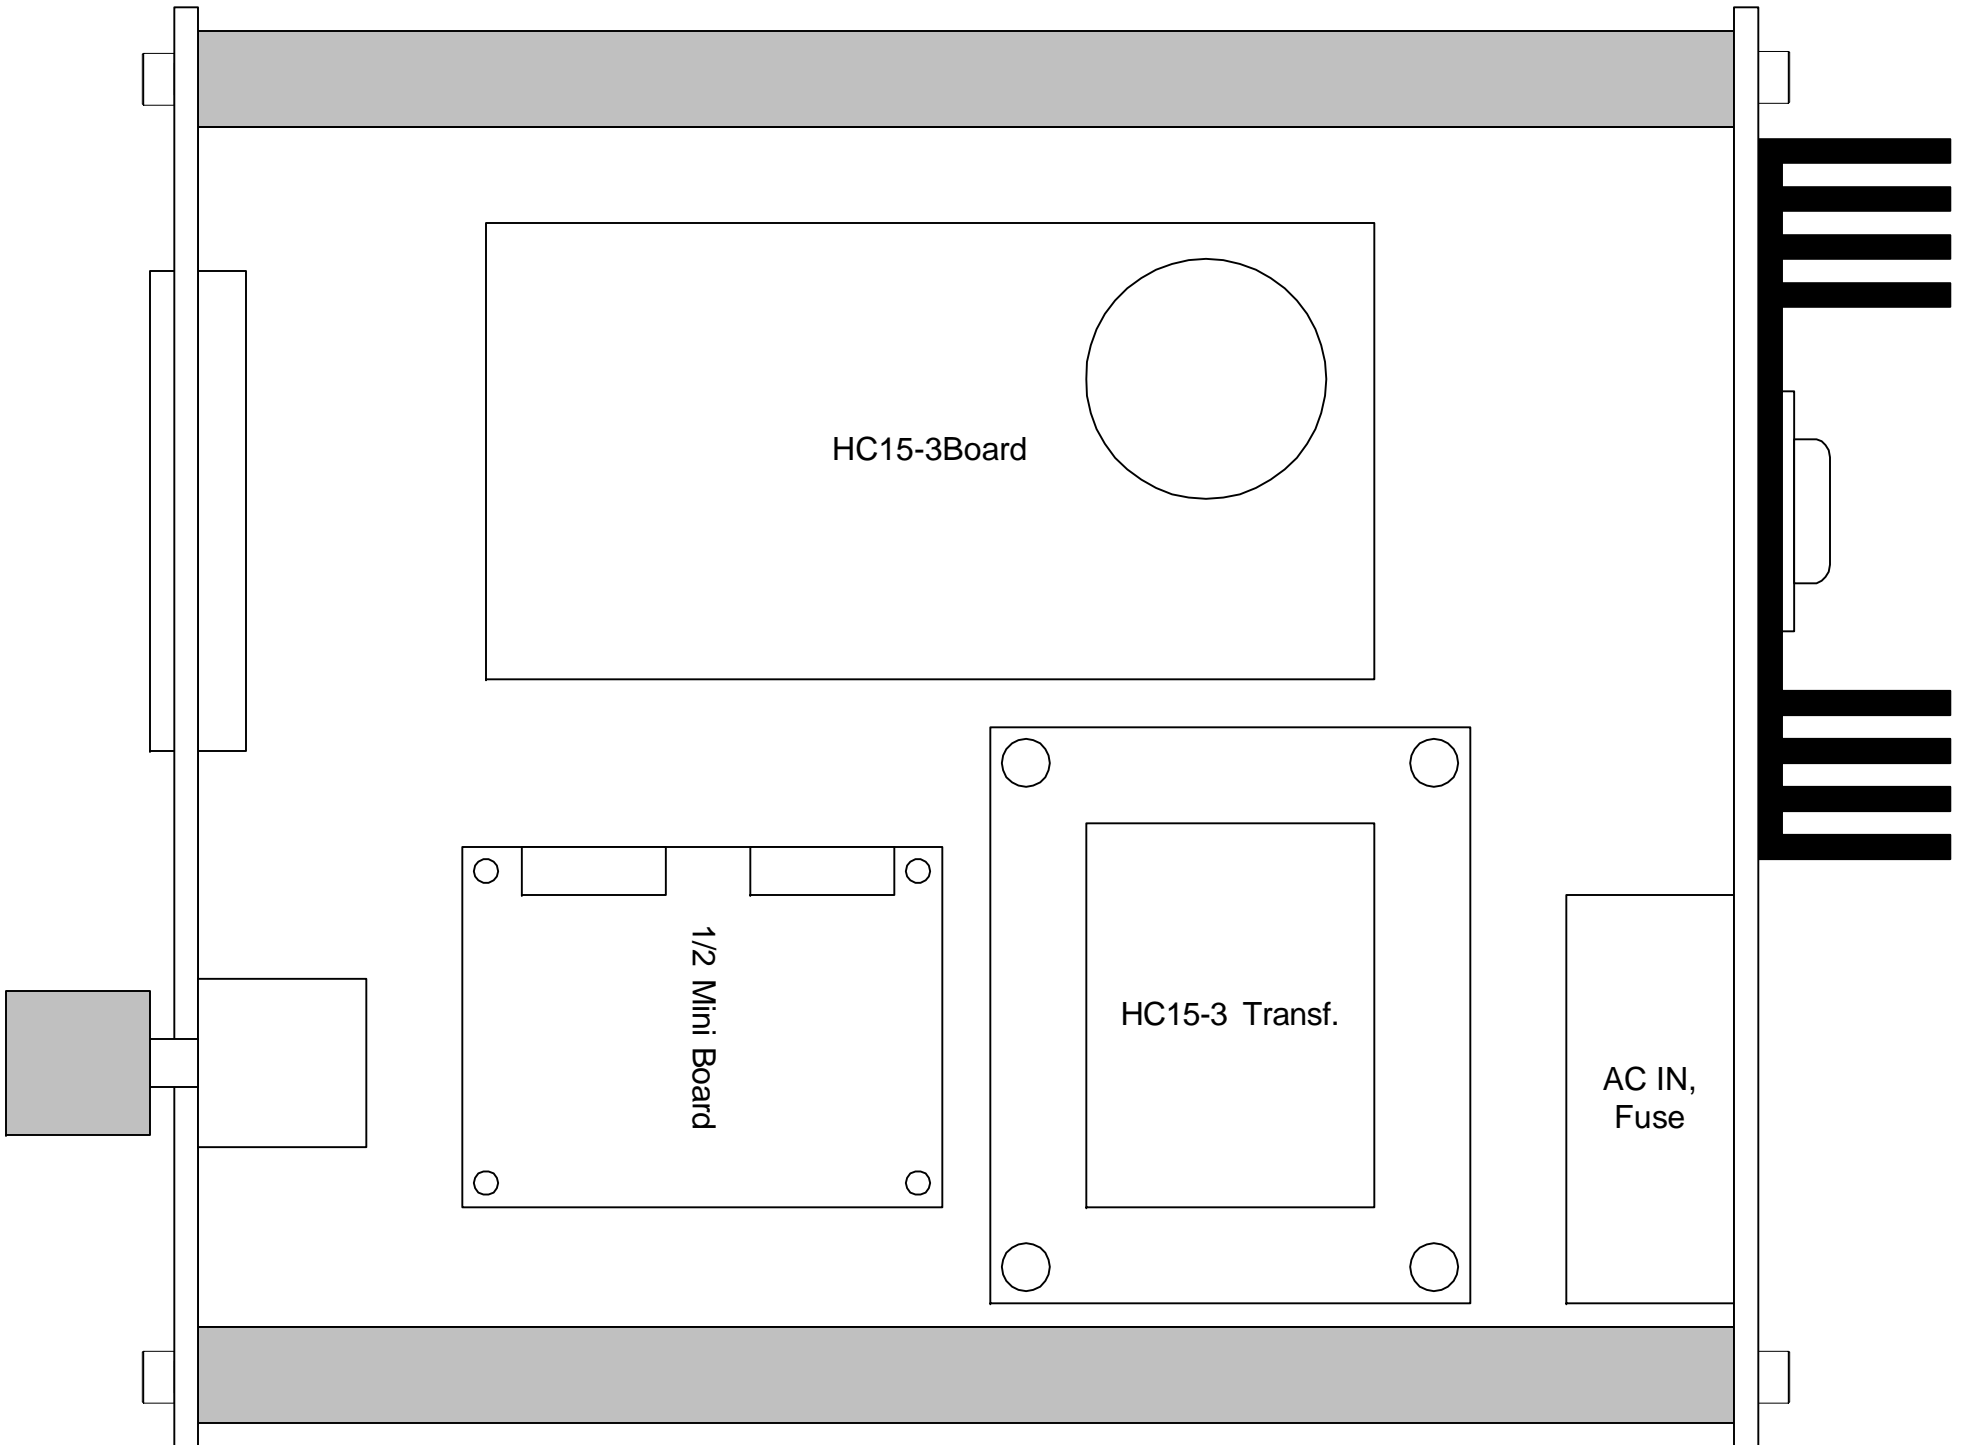 HC15-3Board
1/2 Mini Board
HC15-3 Transf.
AC IN,
Fuse